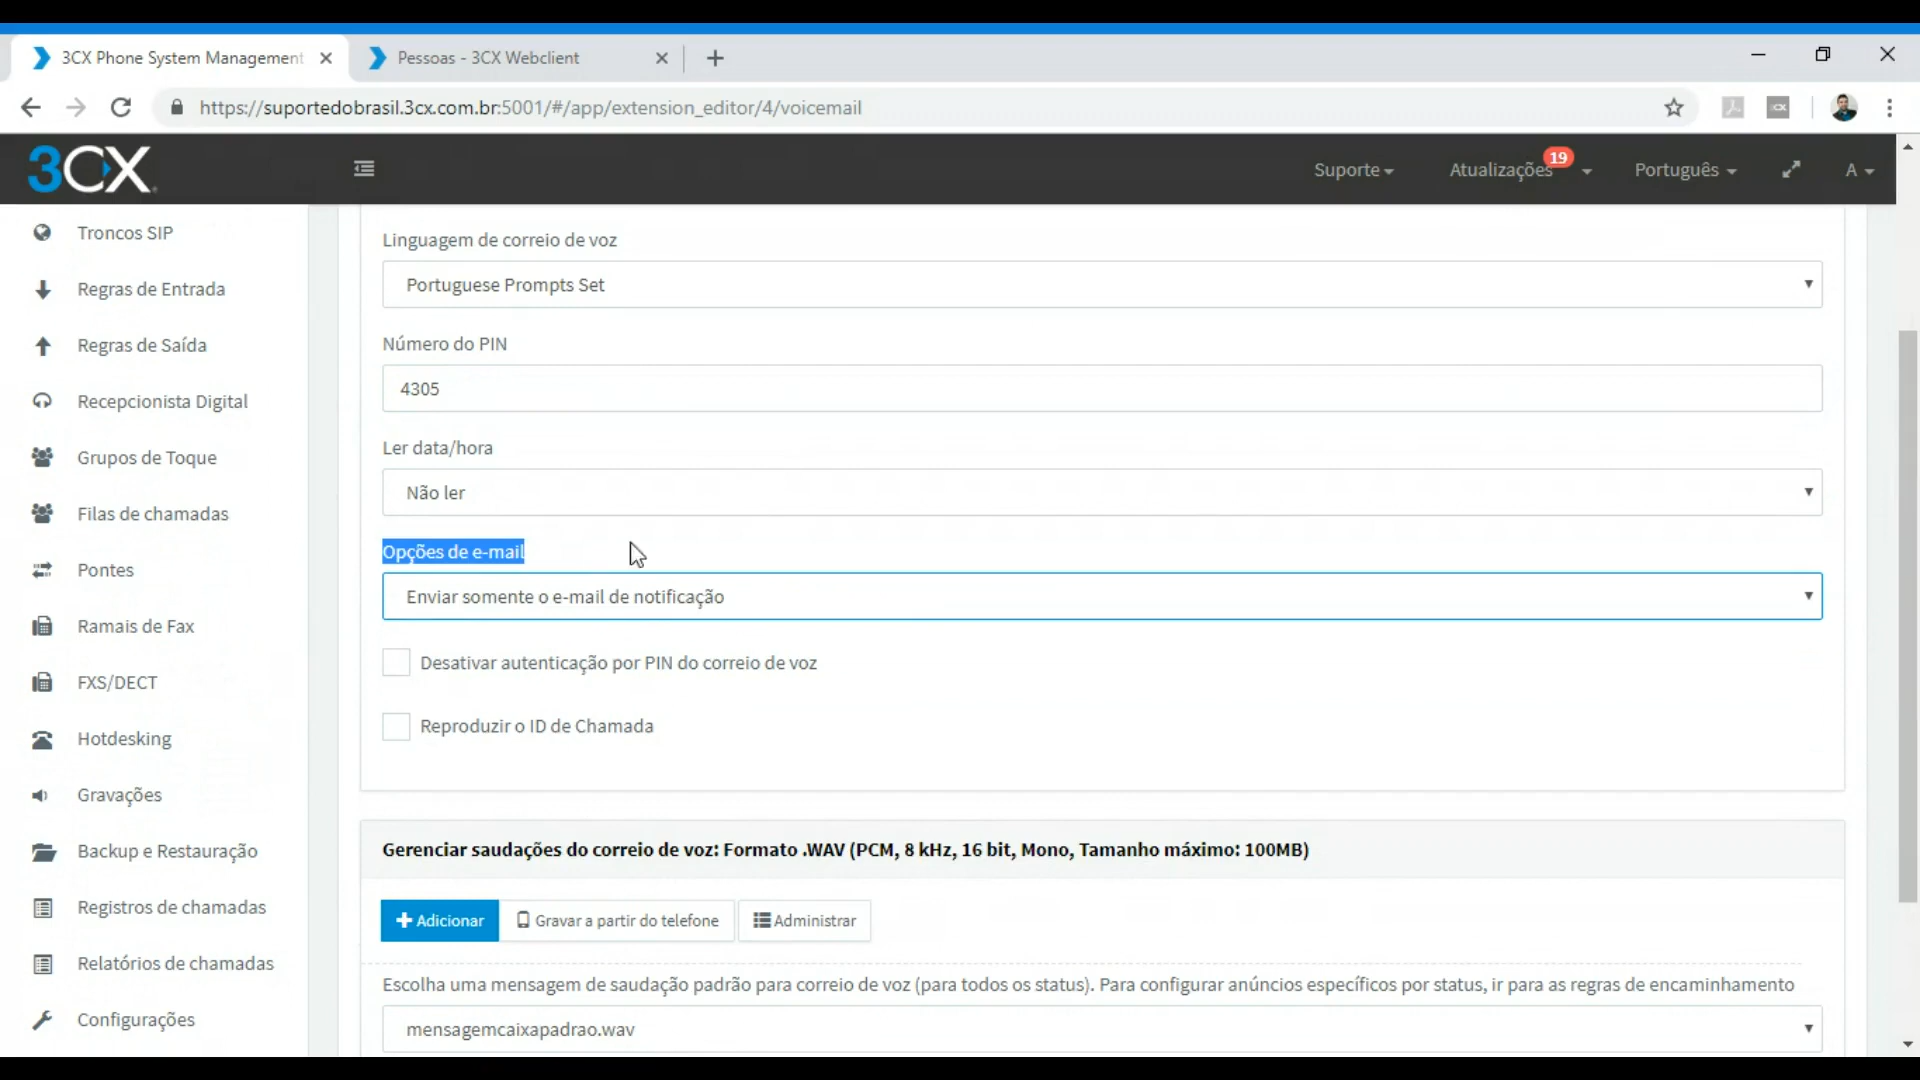 3CX Phone System Management
Pessoas - 3CX Webclient
https://suportedobrasil.3cx.com.br:5001/#/app/extension_editor/4/voicemail
3CX
Suporte
Atualizações
19
Português
A
Troncos SIP
Regras de Entrada
Regras de Saída
Recepcionista Digital
Grupos de Toque
Filas de chamadas
Pontes
Ramais de Fax
FXS/DECT
Hotdesking
Gravações
Backup e Restauração
Registros de chamadas
Relatórios de chamadas
Configurações
Linguagem de correio de voz
Portuguese Prompts Set
Número do PIN
4305
Ler data/hora
Não ler
Opções de e-mail
Enviar somente o e-mail de notificação
Desativar autenticação por PIN do correio de voz
Reproduzir o ID de Chamada
Gerenciar saudações do correio de voz: Formato .WAV (PCM, 8 kHz, 16 bit, Mono, Tamanho máximo: 100MB)
Adicionar
Gravar a partir do telefone
Administrar
Escolha uma mensagem de saudação padrão para correio de voz (para todos os status). Para configurar anúncios específicos por status, ir para as regras de encaminhamento
mensagemcaixapadrao.wav